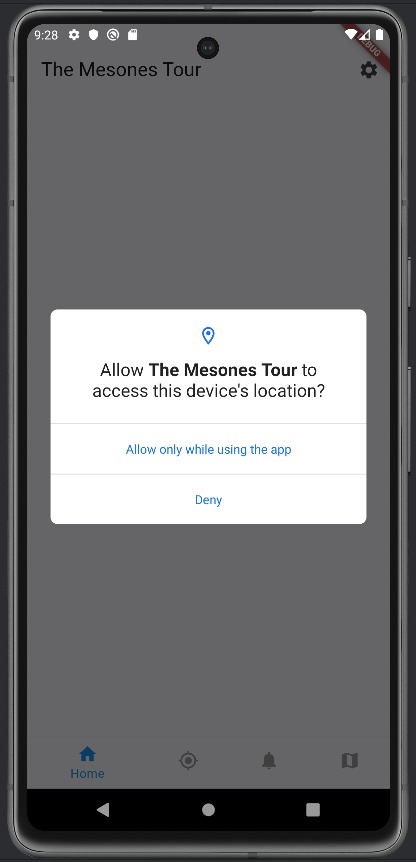 9:28
The Mesones Tour
Allow The Mesones Tour to
access this device's location?
Allow only while using the app
Deny
Home